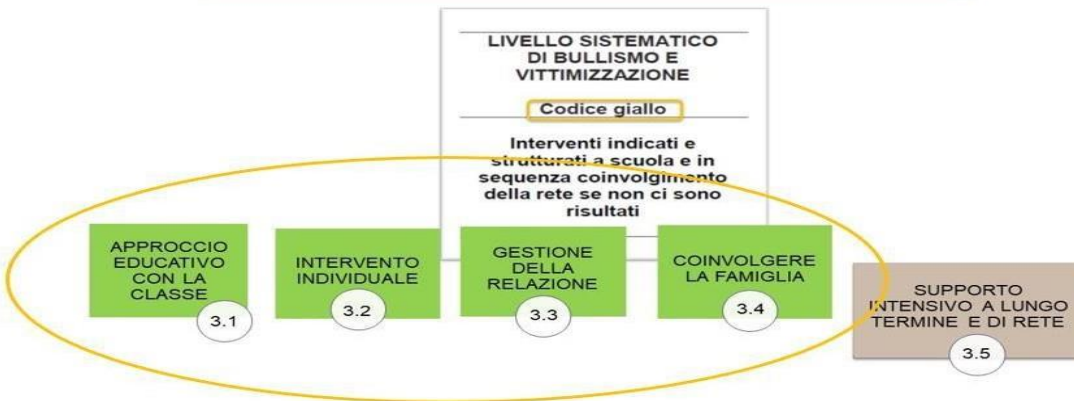 LIVELLO SISTEMATICO
DI BULLISMO E
VITTIMIZZAZIONE
Codice giallo
Interventi indicati e
strutturati a scuola e in
sequenza coinvolgimento
della rete se non ci sono
risultati
APPROCCIO
EDUCATIVO
CON LA
CLASSE
3.1
INTERVENTO
INDIVIDUALE
3.2
GESTIONE
DELLA
RELAZIONE
3.3
COINVOLGERE
LA FAMIGLIA
3.4
SUPPORTO
INTENSIVO A LUNGO
TERMINE E DI RETE
3.5